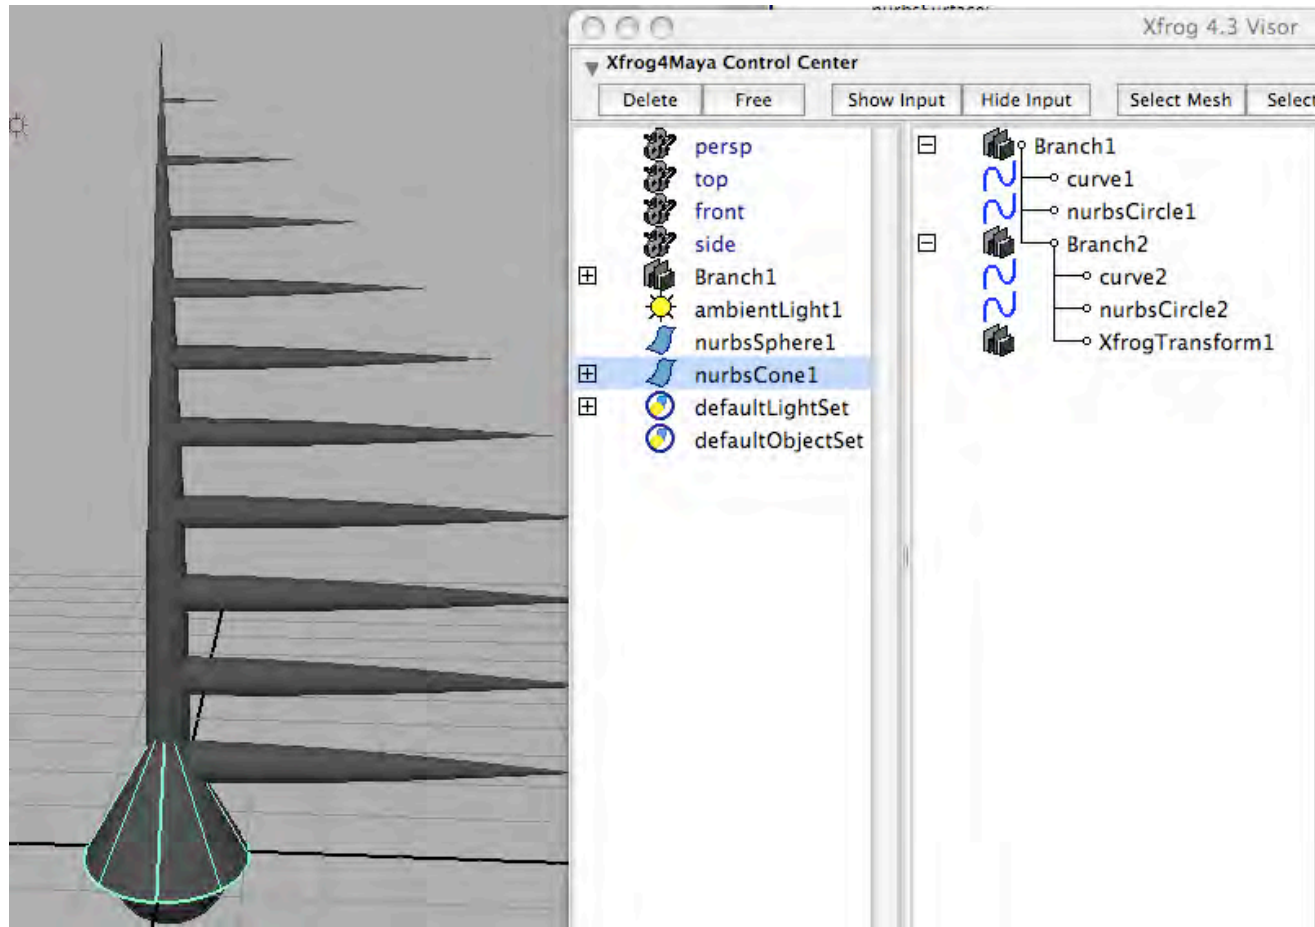 Xfrog 4.3 Visor
Xfrog4Maya Control Center
Delete Free Show Input Hide Input Select Mesh Select
persp
top
front
side
Branch1
ambientLight1
nurbsSphere1
nurbsCone1
defaultLightSet
defaultObjectSet
Branch1
curve1
nurbsCircle1
Branch2
curve2
nurbsCircle2
XfrogTransform1